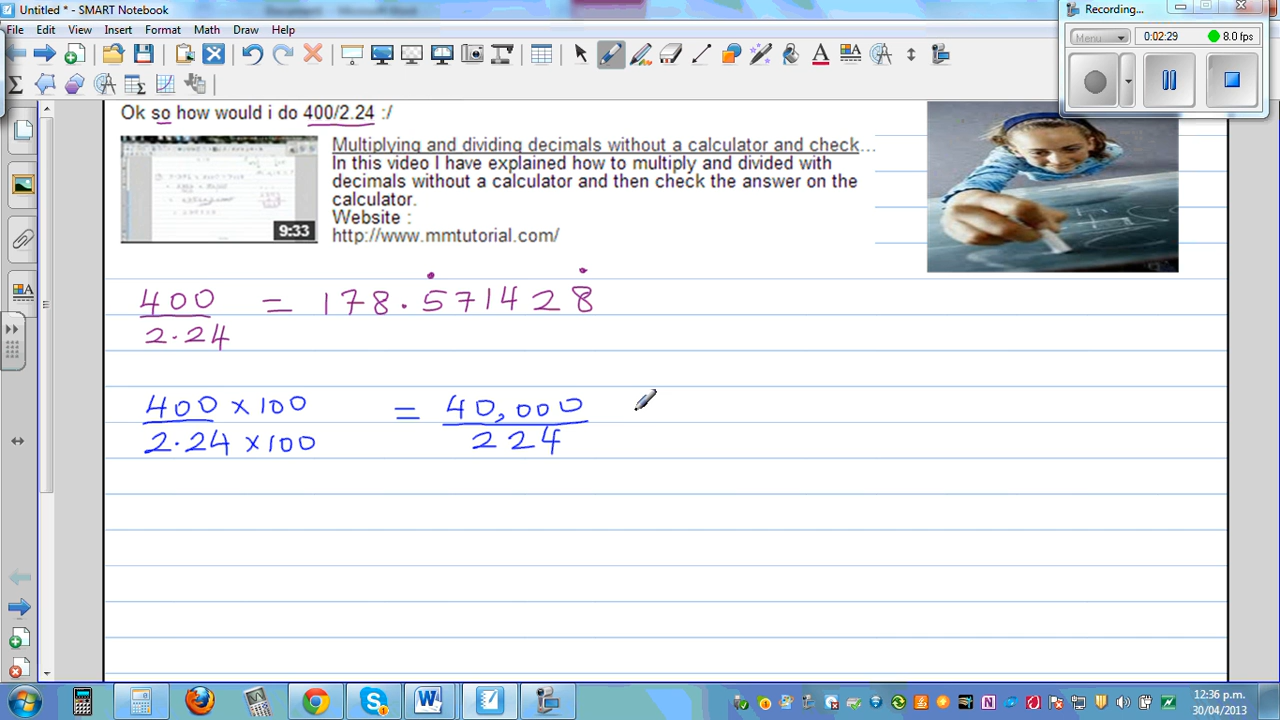 Untitled * - SMART Notebook
Recording...
File Edit View Insert Format Math Draw Help
Menu
0:02:29
8.0 fps
Ok so how would i do 400/2.24 :/
Multiplying and dividing decimals without a calculator and check...
In this video I have explained how to multiply and divided with
decimals without a calculator and then check the answer on the
calculator.
Website :
http://www.mmtutorial.com/
9:33
400 = 178.571428
2.24
400 x 100 = 40,000
2.24 x 100 224
12:36 p.m.
30/04/2013